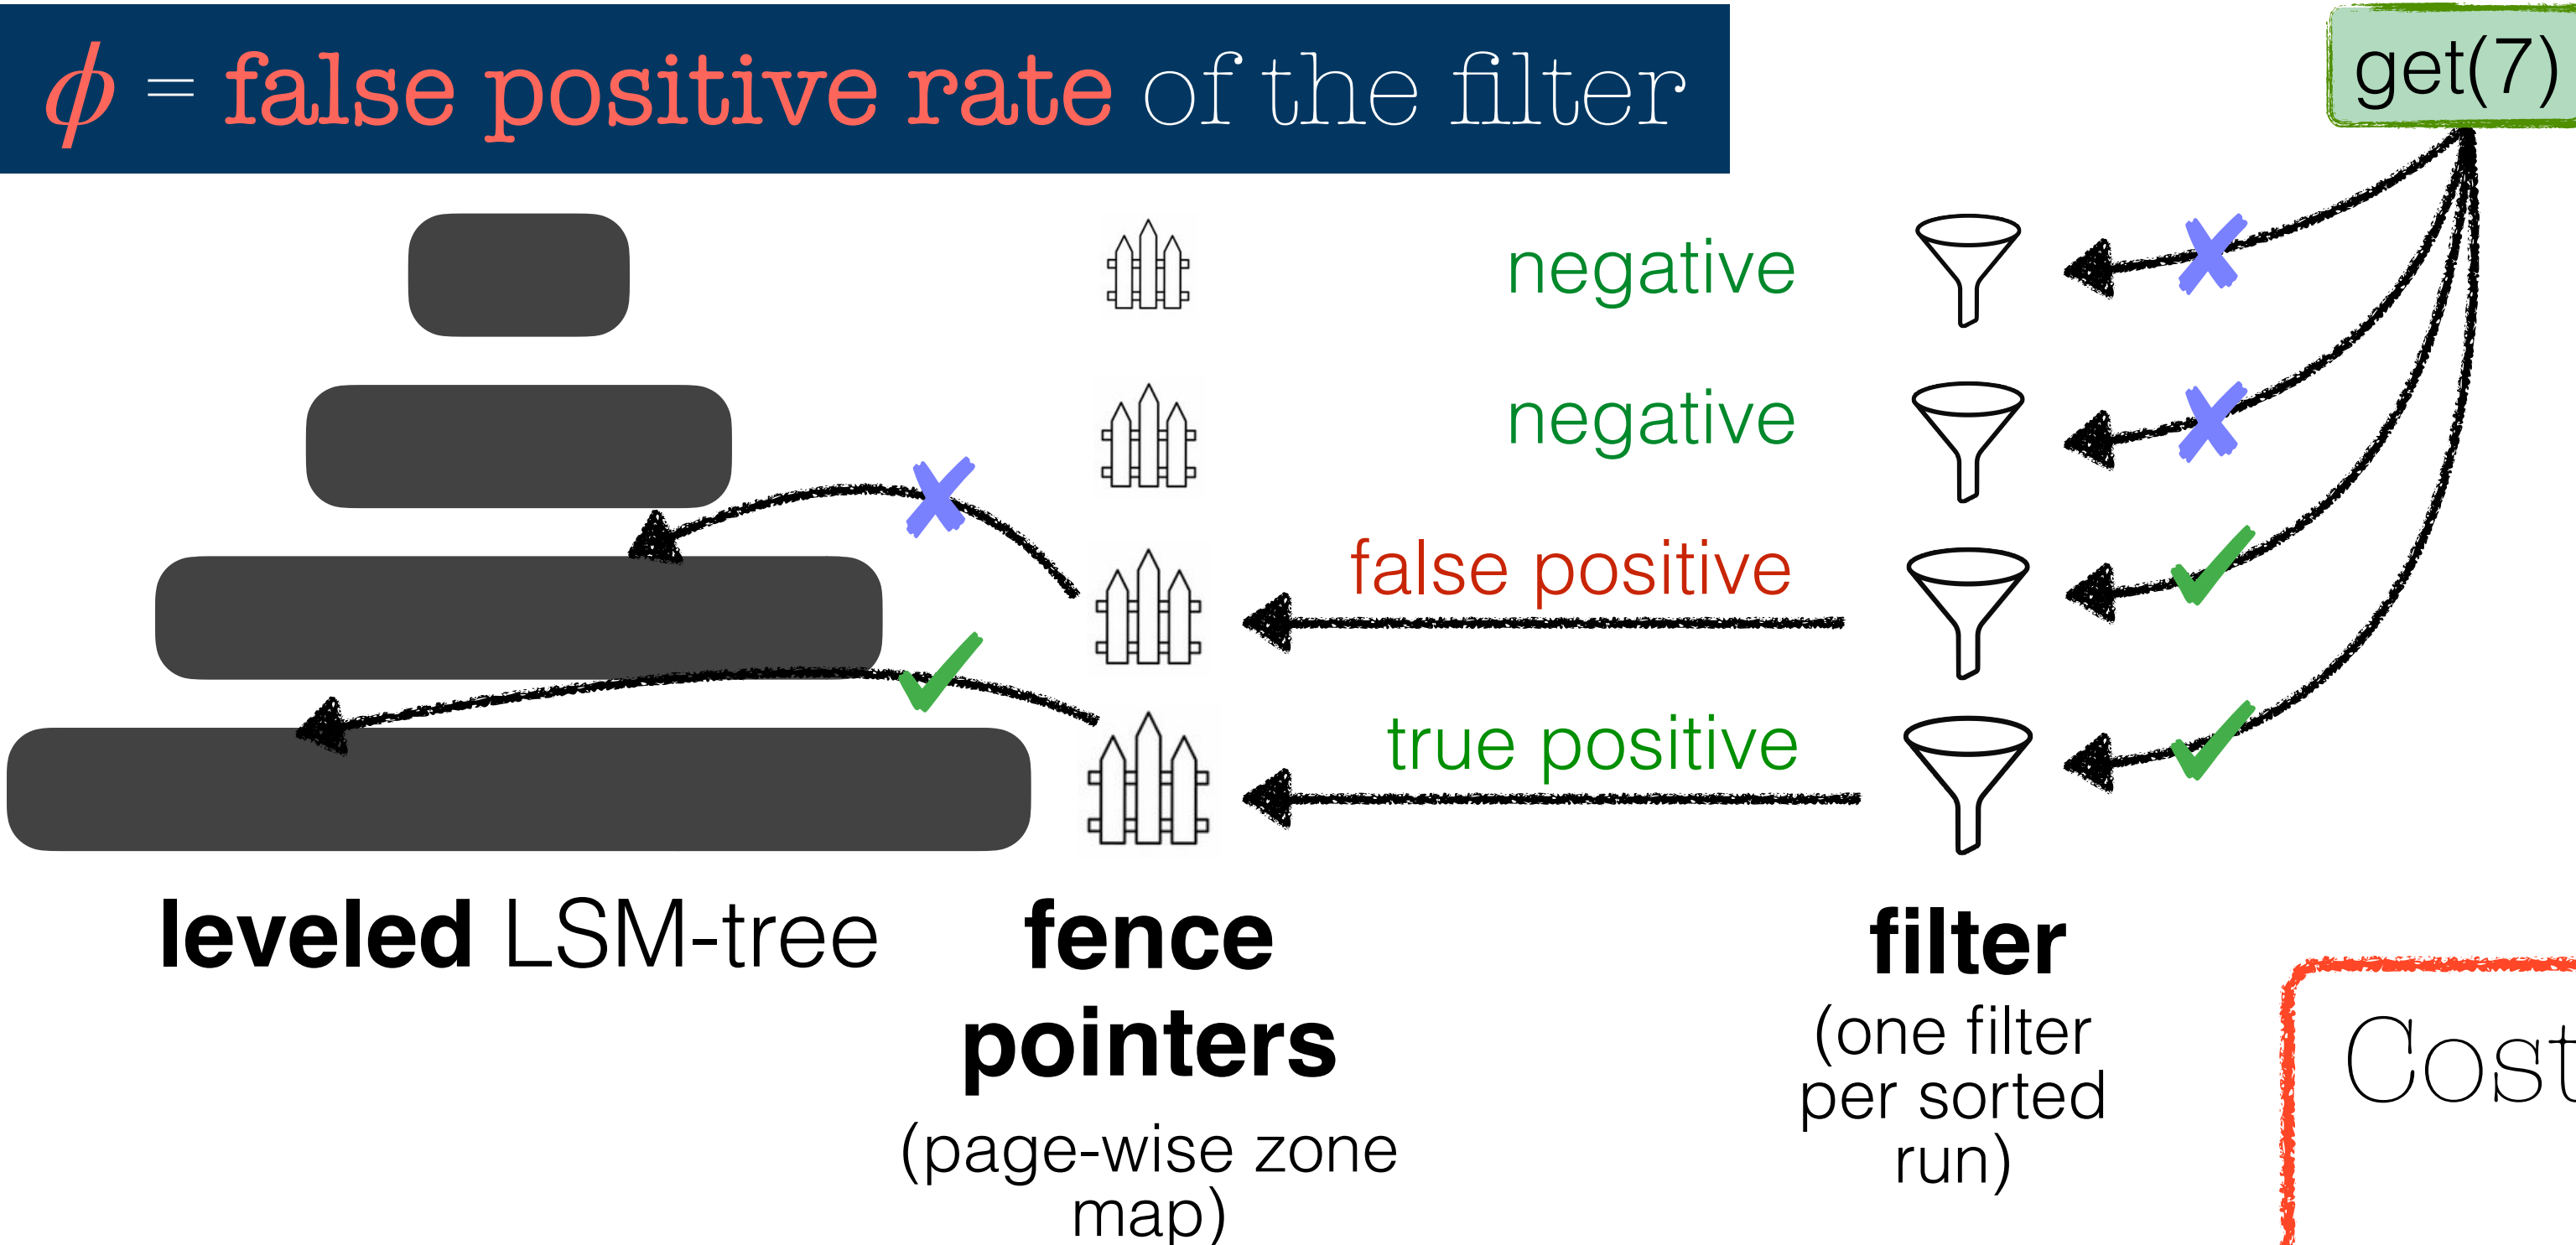 ϕ = false positive rate of the filter
get(7)
negative
negative
false positive
true positive
leveled LSM-tree
fence
pointers
(page-wise zone
map)
filter
(one filter
per sorted
run)
Cost